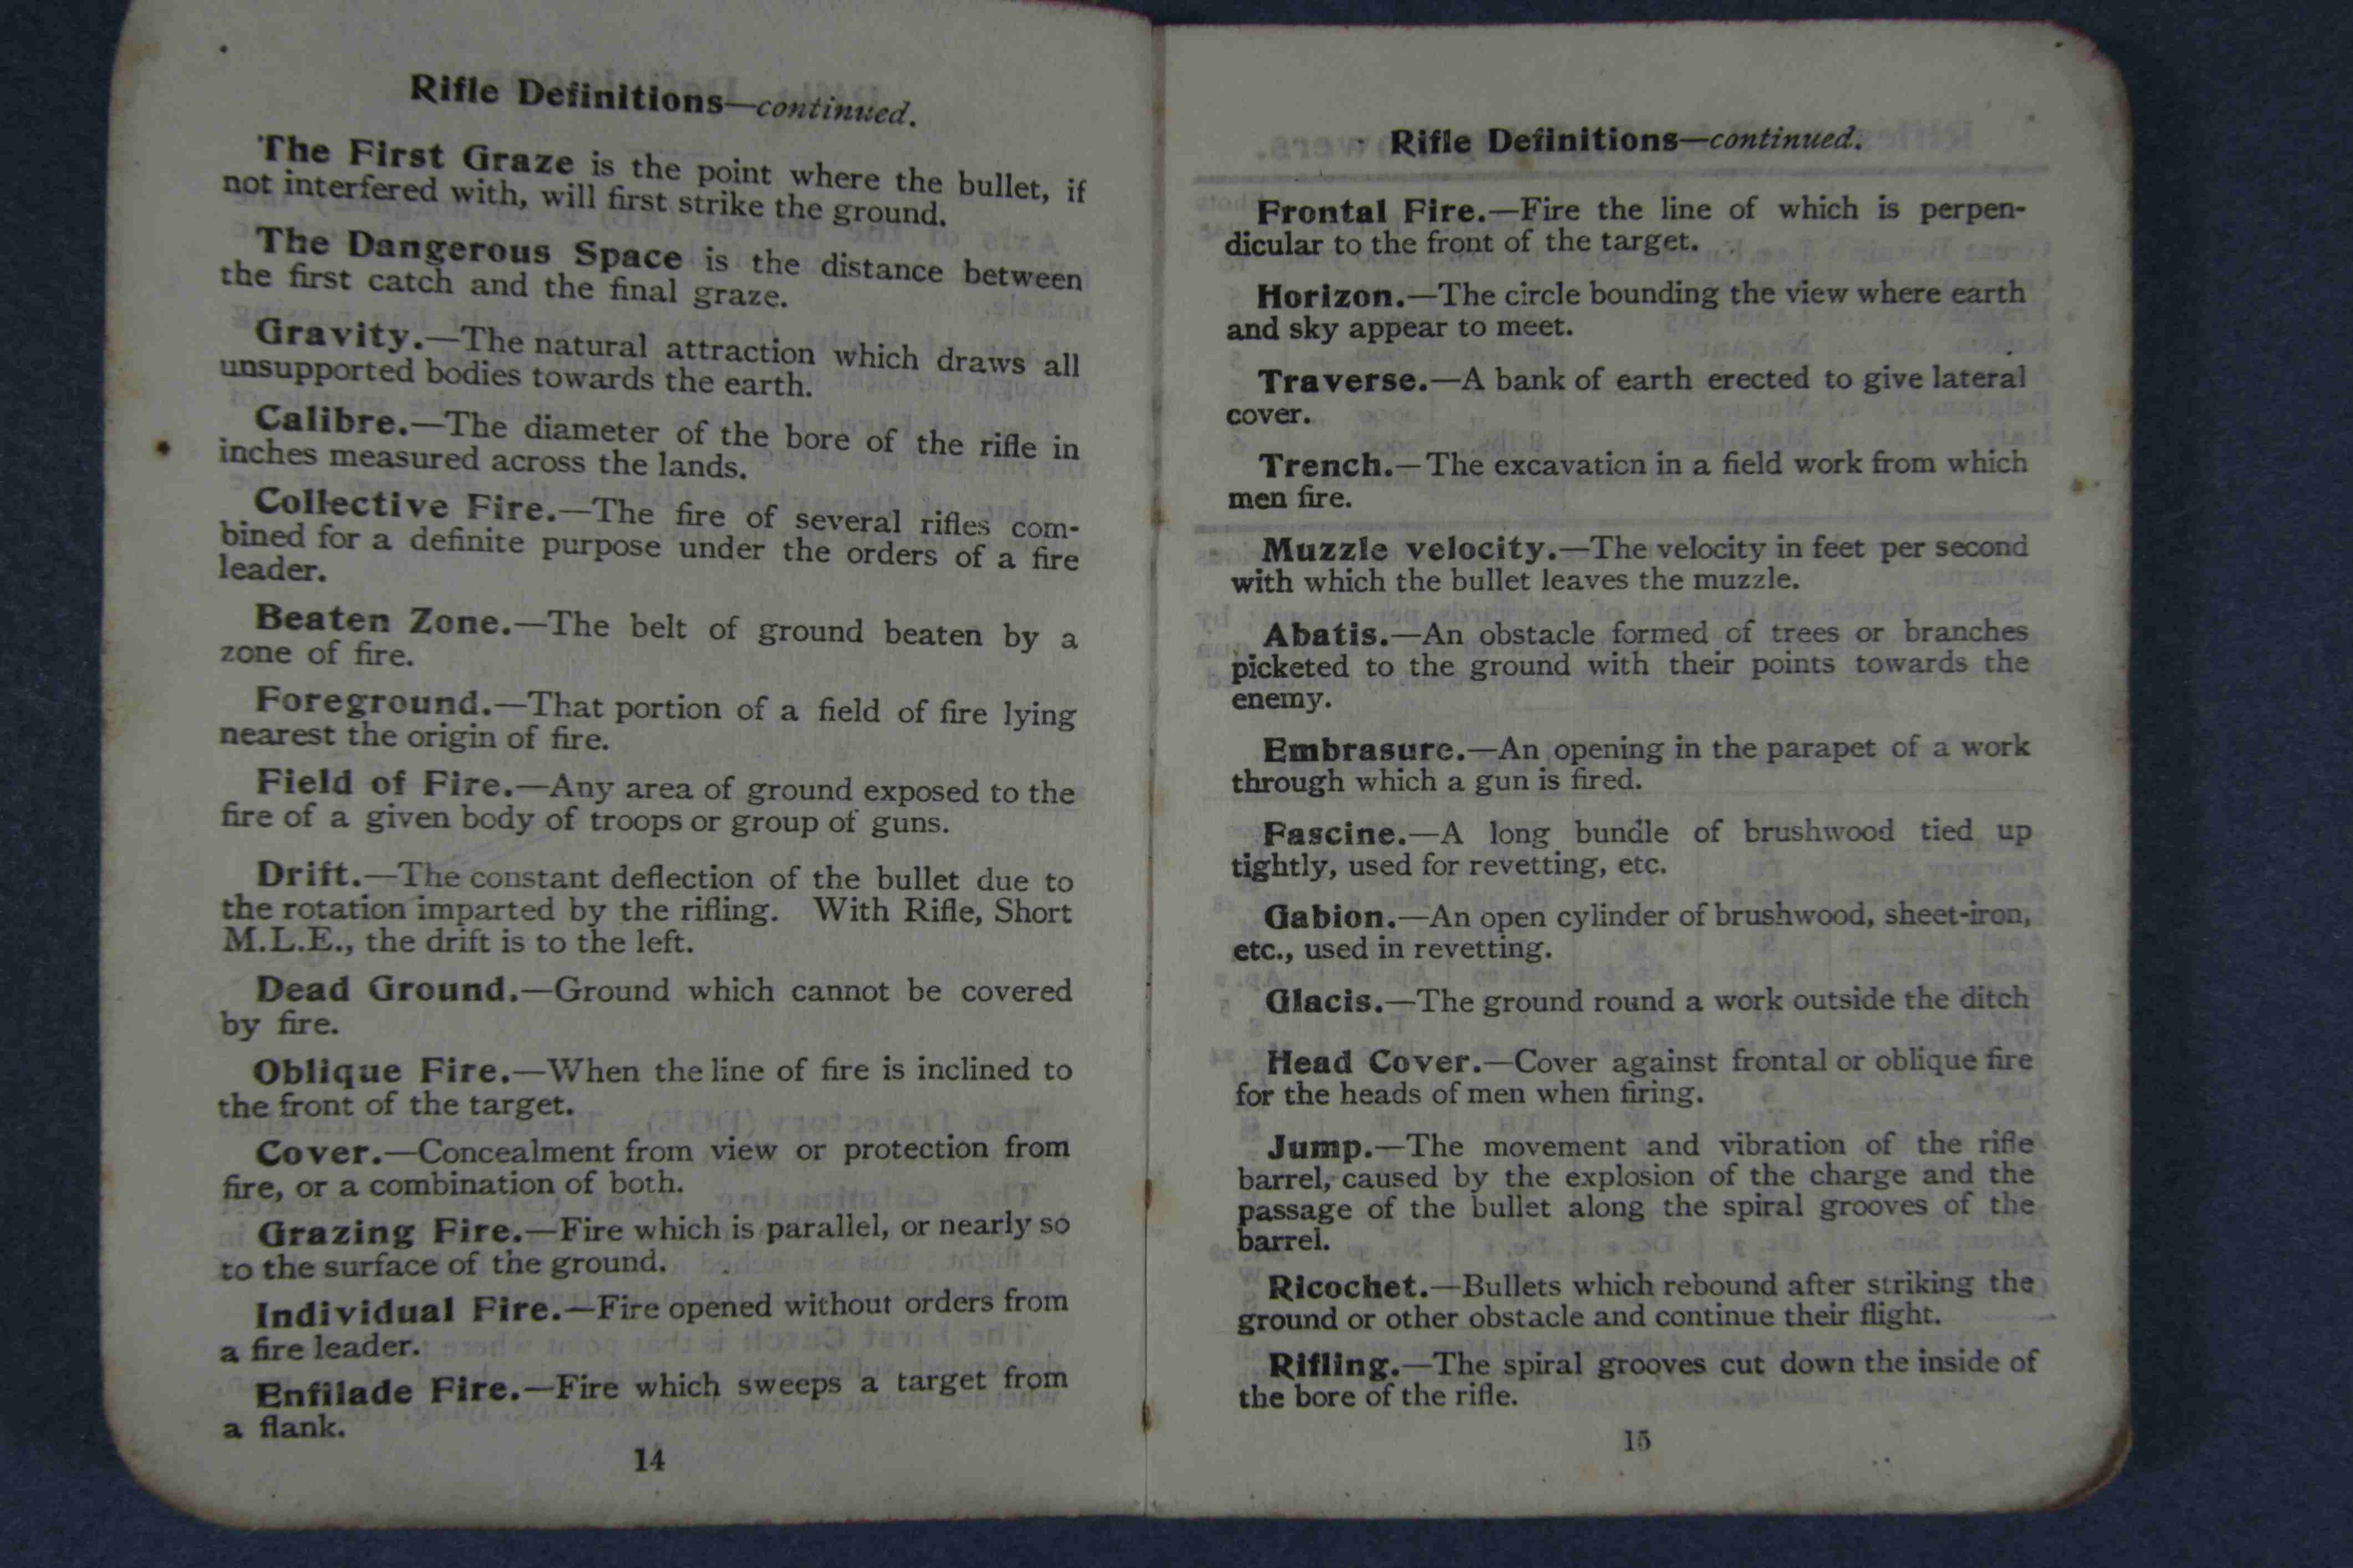 Rifle Definitions—continued.
The First Graze is the point where the bullet, if
not interfered with, will first strike the ground.
The Dangerous Space is the distance between
the first catch and the final graze.
Gravity.—The natural attraction which draws all
unsupported bodies towards the earth.
Calibre.—The diameter of the bore of the rifle in
inches measured across the lands.
Collective Fire.—The fire of several rifles com-
bined for a definite purpose under the orders of a fire
leader.
Beaten Zone.—The belt of ground beaten by a
zone of fire.
Foreground.—That portion of a field of fire lying
nearest the origin of fire.
Field of Fire.—Any area of ground exposed to the
fire of a given body of troops or group of guns.
Drift.—The constant deflection of the bullet due to
the rotation imparted by the rifling. With Rifle, Short
M.L.E., the drift is to the left.
Dead Ground.—Ground which cannot be covered
by fire.
Oblique Fire.—When the line of fire is inclined to
the front of the target.
Cover.—Concealment from view or protection from
fire, or a combination of both.
Grazing Fire.—Fire which is parallel, or nearly so
to the surface of the ground.
Individual Fire.—Fire opened without orders from
a fire leader.
Enfilade Fire.—Fire which sweeps a target from
a flank.
14
Rifle Definitions—continued.
Frontal Fire.—Fire the line of which is perpen-
dicular to the front of the target.
Horizon.—The circle bounding the view where earth
and sky appear to meet.
Traverse.—A bank of earth erected to give lateral
cover.
Trench.—The excavation in a field work from which
men fire.
Muzzle velocity.—The velocity in feet per second
with which the bullet leaves the muzzle.
Abatis.—An obstacle formed of trees or branches
picketed to the ground with their points towards the
enemy.
Embrasure.—An opening in the parapet of a work
through which a gun is fired.
Fascine.—A long bundle of brushwood tied up
tightly, used for revetting, etc.
Gabion.—An open cylinder of brushwood, sheet-iron,
etc., used in revetting.
Glacis.—The ground round a work outside the ditch
Head Cover.—Cover against frontal or oblique fire
for the heads of men when firing.
Jump.—The movement and vibration of the rifle
barrel, caused by the explosion of the charge and the
passage of the bullet along the spiral grooves of the
barrel.
Ricochet.—Bullets which rebound after striking the
ground or other obstacle and continue their flight.
Rifling.—The spiral grooves cut down the inside of
the bore of the rifle.
15